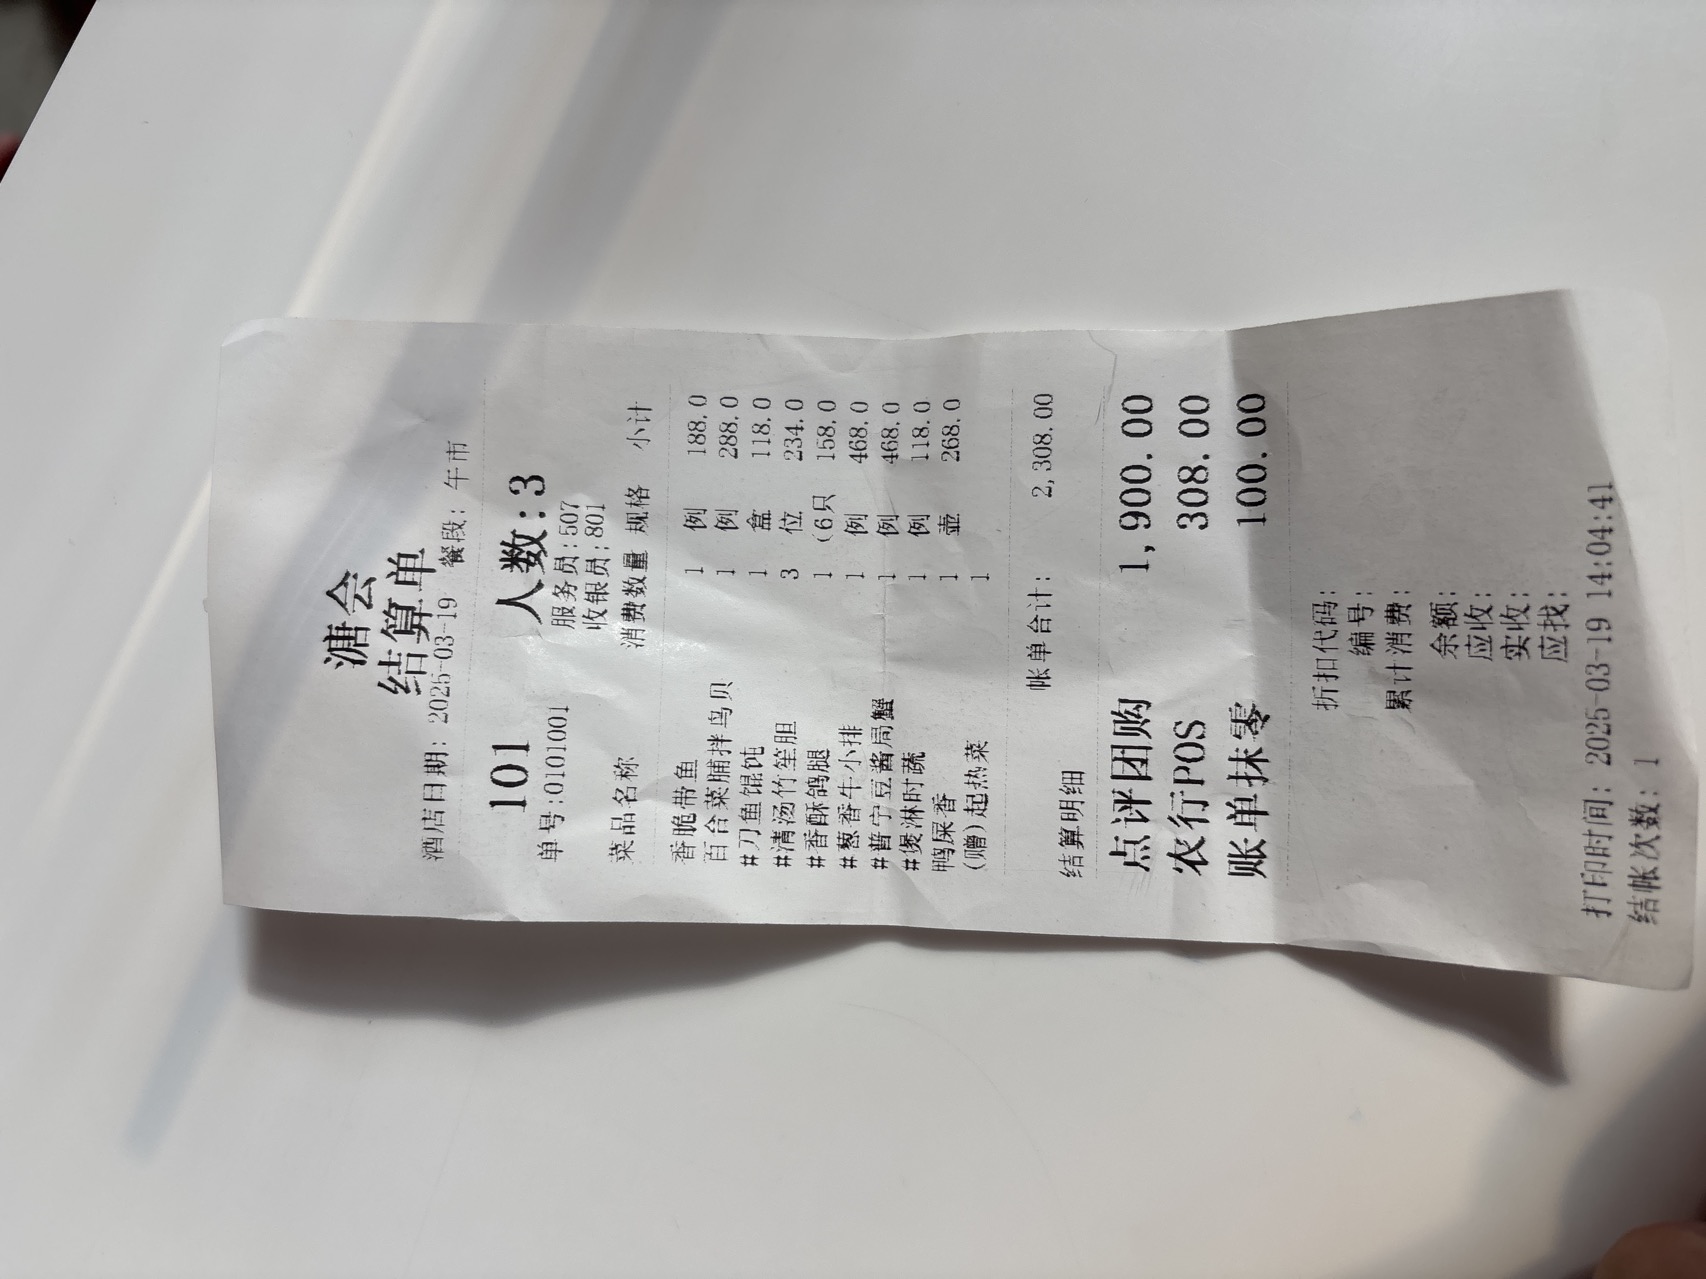 溏会
结算单
酒店日期: 2025-03-19 餐段: 午市
101 人数:3
单号:0101001 服务员:507
收银员:801
菜品名称 消费数量 规格 小计
香脆带鱼 1 例 188.0
百合菜脯拌鸟贝 1 例 288.0
#刀鱼馄饨 1 盒 118.0
#清汤竹笙胆 3 位 234.0
#香酥鸽腿 1 (6只 158.0
#葱香牛小排 1 例 468.0
#普宁豆酱局蟹 1 例 468.0
#煲淋时蔬 1 例 118.0
鸭屎香 1 壶 268.0
(赠)起热菜 1
帐单合计: 2,308.00
结算明细
点评团购 1,900.00
农行POS 308.00
账单抹零 100.00
折扣代码:
编号:
累计消费:
余额:
应收:
实收:
应找:
打印时间: 2025-03-19 14:04:41
结帐次数: 1